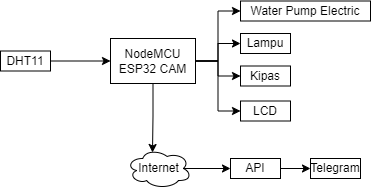 Water Pump Electric
NodeMCU
ESP32 CAM
Lampu
DHT11
Kipas
LCD
Internet
API
Telegram